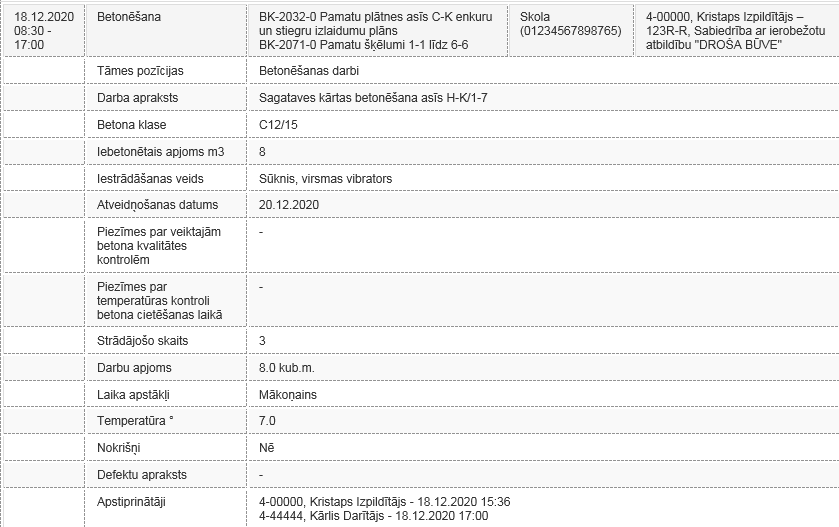 18.12.2020
08:30 -
17:00
Betonēšana
BK-2032-0 Pamatu plātnes asīs C-K enkuru
un stiegru izlaidumu plāns
BK-2071-0 Pamatu šķēlumi 1-1 līdz 6-6
Skola
(01234567898765)
4-00000, Kristaps Izpildītājs –
123R-R, Sabiedrība ar ierobežotu
atbildību "DROŠA BŪVE"
Tāmes pozīcijas
Betonēšanas darbi
Darba apraksts
Sagataves kārtas betonēšana asīs H-K/1-7
Betona klase
C12/15
Iebetonētais apjoms m3
8
Iestrādāšanas veids
Sūknis, virsmas vibrators
Atveidņošanas datums
20.12.2020
Piezīmes par veiktajām
betona kvalitātes
kontrolēm
-
Piezīmes par
temperatūras kontroli
betona cietēšanas laikā
-
Strādājošo skaits
3
Darbu apjoms
8.0 kub.m.
Laika apstākļi
Mākoņains
Temperatūra °
7.0
Nokrišņi
Nē
Defektu apraksts
-
Apstiprinātāji
4-00000, Kristaps Izpildītājs - 18.12.2020 15:36
4-44444, Kārlis Darītājs - 18.12.2020 17:00